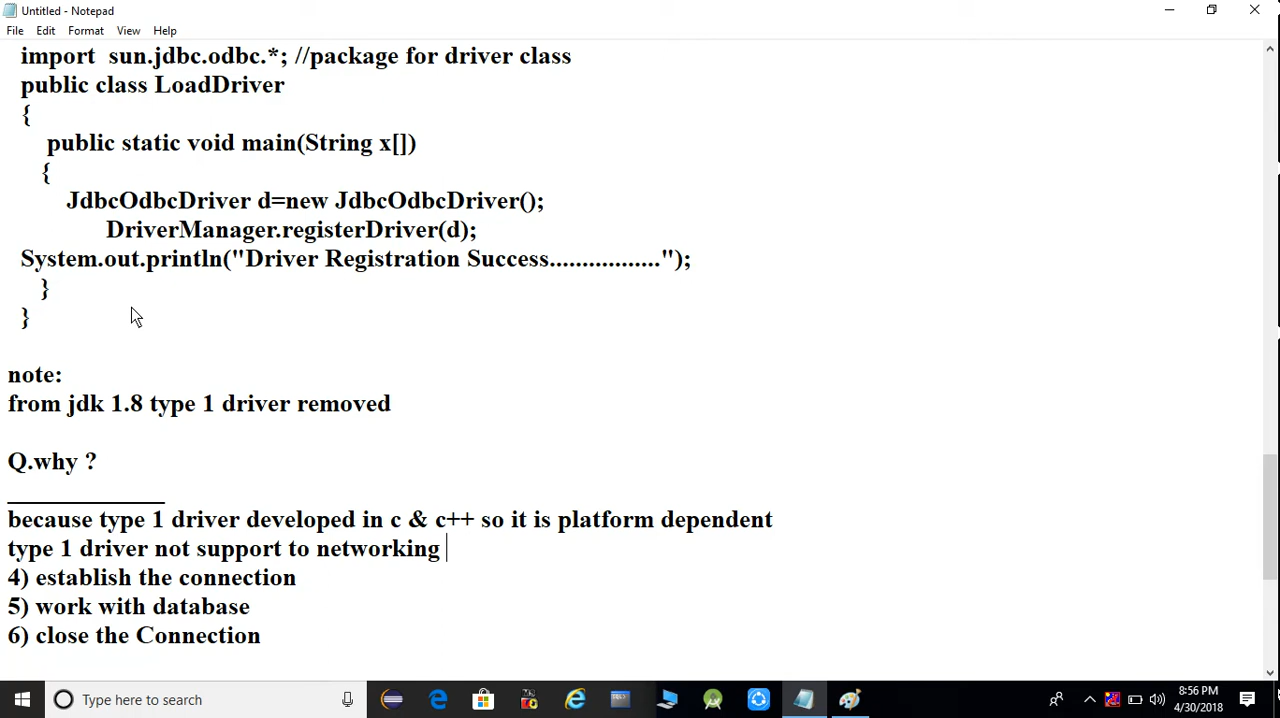 Untitled - Notepad
File Edit Format View Help
import sun.jdbc.odbc.*; //package for driver class
public class LoadDriver
{
public static void main(String x[])
{
JdbcOdbcDriver d=new JdbcOdbcDriver();
DriverManager.registerDriver(d);
System.out.println("Driver Registration Success..................");
}
}
note:
from jdk 1.8 type 1 driver removed
Q.why ?
______________
because type 1 driver developed in c & c++ so it is platform dependent
type 1 driver not support to networking
4) establish the connection
5) work with database
6) close the Connection
Type here to search
8:56 PM
4/30/2018